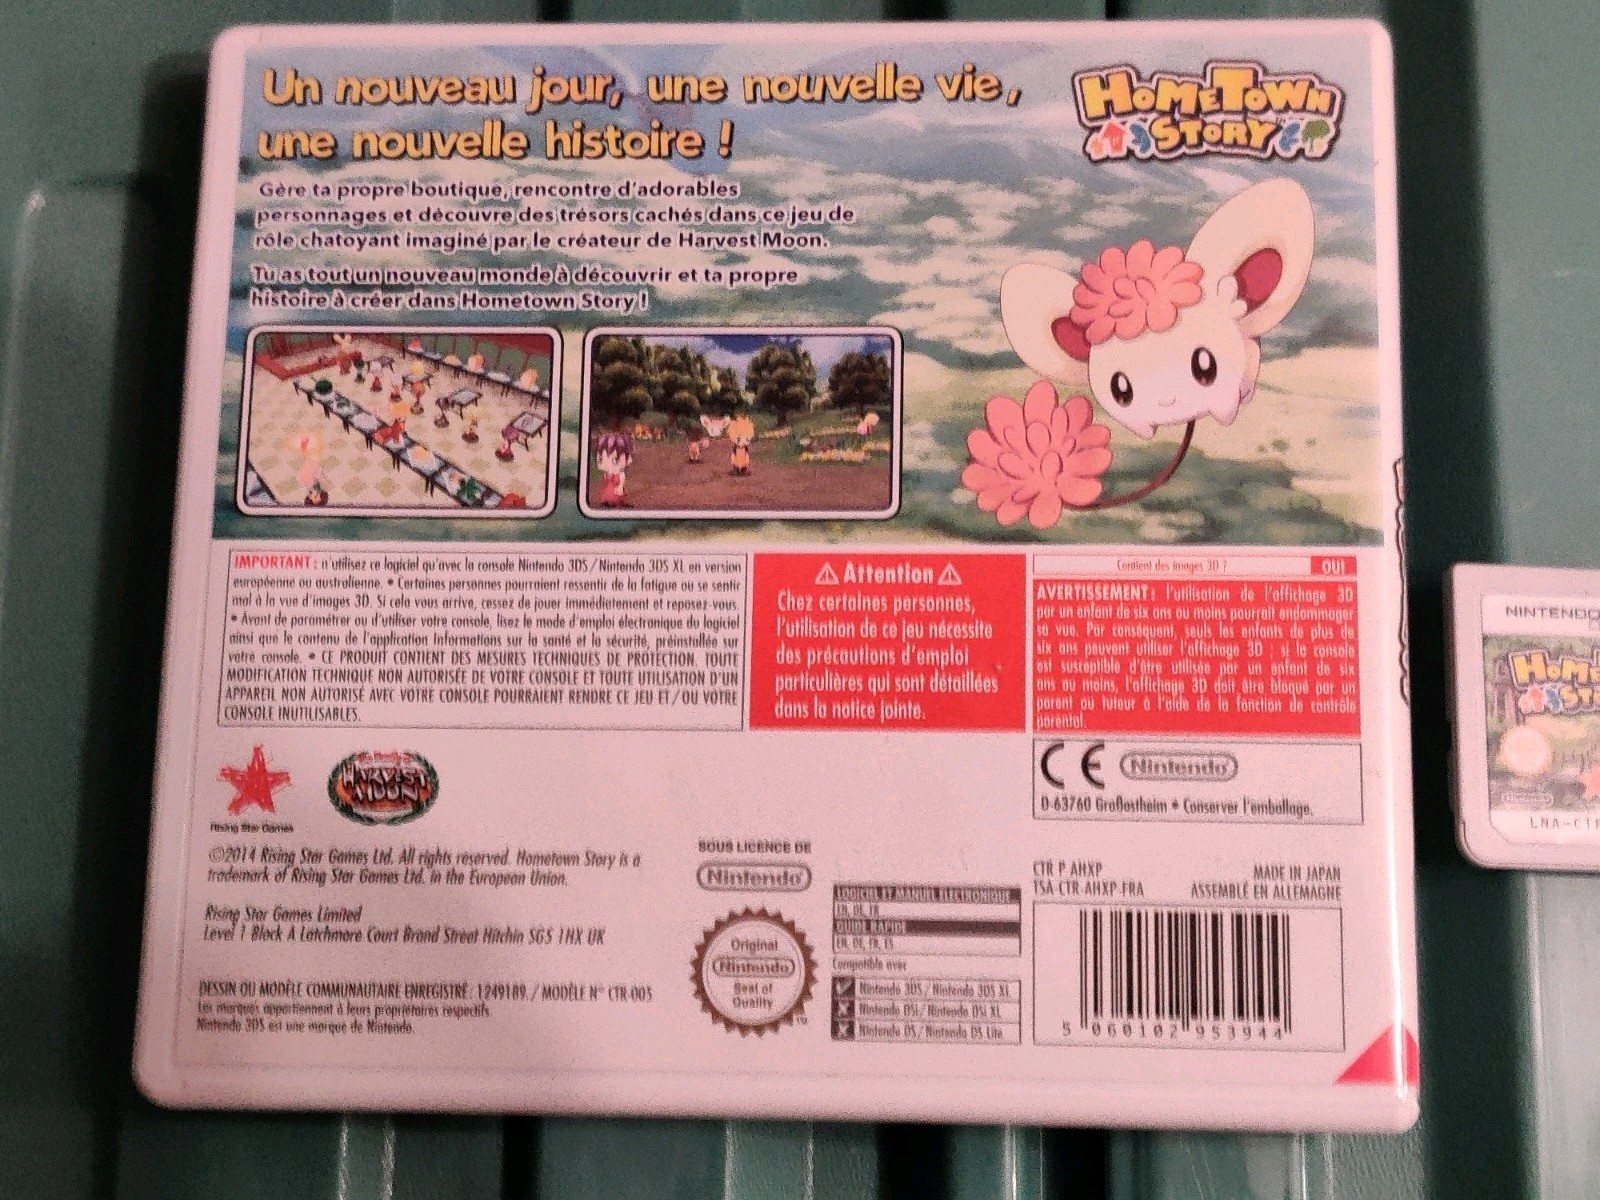 Un nouveau jour, une nouvelle vie,
une nouvelle histoire !
HOMETOWN
STORY
Gère ta propre boutique, rencontre d'adorables
personnages et découvre des trésors cachés dans ce jeu de
rôle chatoyant imaginé par le créateur de Harvest Moon.
Tu as tout un nouveau monde à découvrir et ta propre
histoire à créer dans Hometown Story !
IMPORTANT : n'utilisez ce logiciel qu'avec la console Nintendo 3DS / Nintendo 3DS XL en version
européenne ou australienne. • Certaines personnes pourraient ressentir de la fatigue ou se sentir
mal à la vue d'images 3D. Si cela vous arrive, cessez de jouer immédiatement et reposez-vous.
• Avant de paramétrer ou d'utiliser votre console, lisez le mode d'emploi électronique du logiciel
ainsi que le contenu de l'application Informations sur la santé et la sécurité, préinstallée sur
votre console. • CE PRODUIT CONTIENT DES MESURES TECHNIQUES DE PROTECTION. TOUTE
MODIFICATION TECHNIQUE NON AUTORISÉE DE VOTRE CONSOLE ET TOUTE UTILISATION D'UN
APPAREIL NON AUTORISÉ AVEC VOTRE CONSOLE POURRAIENT RENDRE CE JEU ET / OU VOTRE
CONSOLE INUTILISABLES.
⚠ Attention ⚠
Chez certaines personnes,
l'utilisation de ce jeu nécessite
des précautions d'emploi
particulières qui sont détaillées
dans la notice jointe.
Contient des images 3D ? OUI
AVERTISSEMENT : l'utilisation de l'affichage 3D
par un enfant de six ans ou moins pourrait endommager
sa vue. Par conséquent, seuls les enfants de plus de
six ans peuvent utiliser l'affichage 3D ; si la console
est susceptible d'être utilisée par un enfant de six
ans ou moins, l'affichage 3D doit être bloqué par un
parent ou tuteur à l'aide de la fonction de contrôle
parental.
CE Nintendo
D-63760 Großostheim • Conserver l'emballage.
Rising Star Games
HARVEST
MOON
©2014 Rising Star Games Ltd. All rights reserved. Hometown Story is a
trademark of Rising Star Games Ltd. in the European Union.
Rising Star Games Limited
Level 1 Block A Latchmore Court Brand Street Hitchin SG5 1HX UK
DESSIN OU MODÈLE COMMUNAUTAIRE ENREGISTRÉ : 1249189. / MODÈLE N° CTR-005
Les marques appartiennent à leurs propriétaires respectifs.
Nintendo 3DS est une marque de Nintendo.
SOUS LICENCE DE
Nintendo
Original
Nintendo
Seal of
Quality
TM
LOGICIEL ET MANUEL ÉLECTRONIQUE
EN, DE, FR
GUIDE RAPIDE
EN, DE, FR, ES
Compatible avec
Nintendo 3DS / Nintendo 3DS XL
Nintendo DSi / Nintendo DSi XL
Nintendo DS / Nintendo DS Lite
CTR P AHXP
TSA-CTR-AHXP-FRA
MADE IN JAPAN
ASSEMBLÉ EN ALLEMAGNE
5 060102 953944
NINTENDO
HOME
STO
Nintendo
LNA-CTR